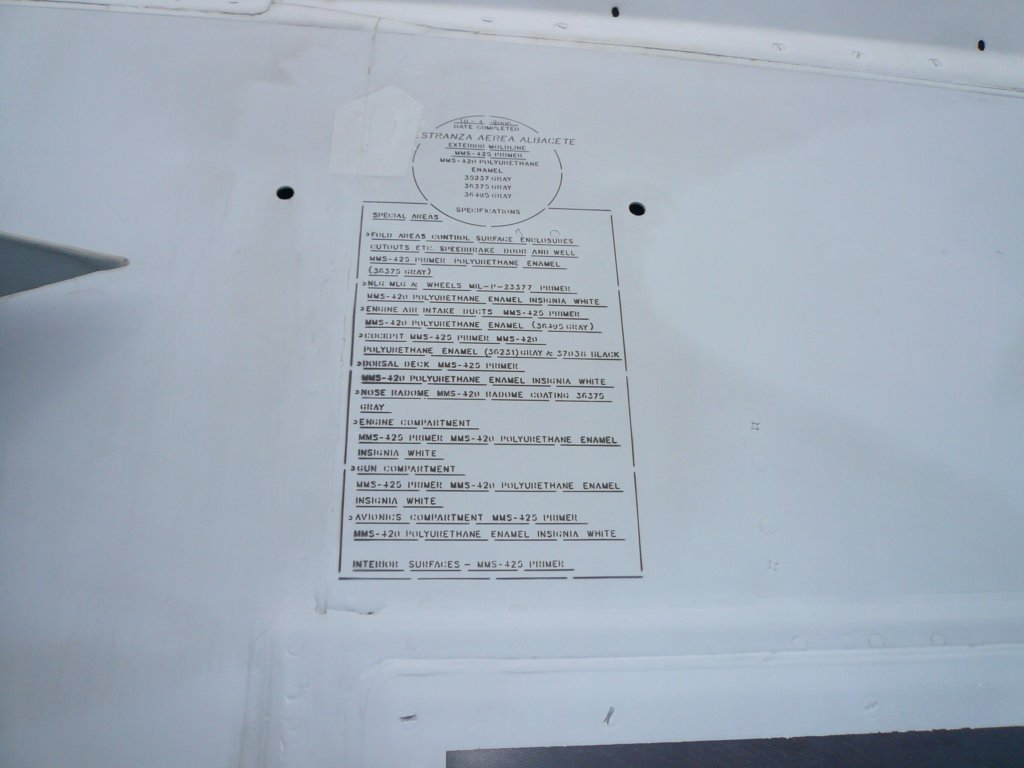 2000
DATE COMPLETED
STRANZA AEREA ALBACETE
EXTERIOR MOLDLINE
MMS-425 PRIMER
MMS-420 POLYURETHANE
ENAMEL
35237 GRAY
36375 GRAY
36495 GRAY
SPECIFICATIONS
SPECIAL AREAS
FOLD AREAS CONTROL SURFACE ENCLOSURES
CUTOUTS ETC. SPEEDBRAKE DOOR AND WELL
MMS-425 PRIMER POLYURETHANE ENAMEL
(36375 GRAY)
NLG MLG & WHEELS MIL-P-23377 PRIMER
MMS-420 POLYURETHANE ENAMEL INSIGNIA WHITE
ENGINE AIR INTAKE DUCTS MMS-425 PRIMER
MMS-420 POLYURETHANE ENAMEL (36495 GRAY)
COCKPIT MMS-425 PRIMER MMS-420
POLYURETHANE ENAMEL (36231) GRAY & 37038 BLACK
DORSAL DECK MMS-425 PRIMER
MMS-420 POLYURETHANE ENAMEL INSIGNIA WHITE
NOSE RADOME MMS-420 RADOME COATING 36375
GRAY
ENGINE COMPARTMENT
MMS-425 PRIMER MMS-420 POLYURETHANE ENAMEL
INSIGNIA WHITE
GUN COMPARTMENT
MMS-425 PRIMER MMS-420 POLYURETHANE ENAMEL
INSIGNIA WHITE
AVIONICS COMPARTMENT MMS-425 PRIMER
MMS-420 POLYURETHANE ENAMEL INSIGNIA WHITE
INTERIOR SURFACES - MMS-425 PRIMER